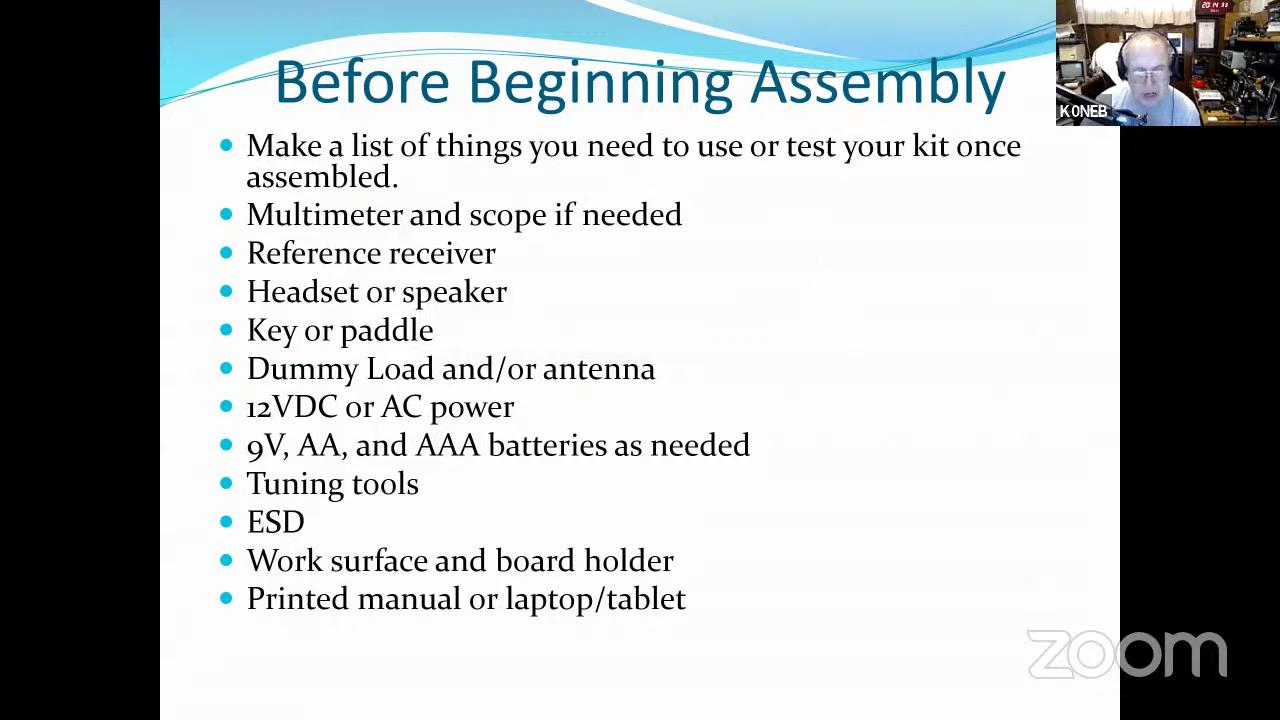 Before Beginning Assembly
Make a list of things you need to use or test your kit once
assembled.
Multimeter and scope if needed
Reference receiver
Headset or speaker
Key or paddle
Dummy Load and/or antenna
12VDC or AC power
9V, AA, and AAA batteries as needed
Tuning tools
ESD
Work surface and board holder
Printed manual or laptop/tablet
K0NEB
zoom